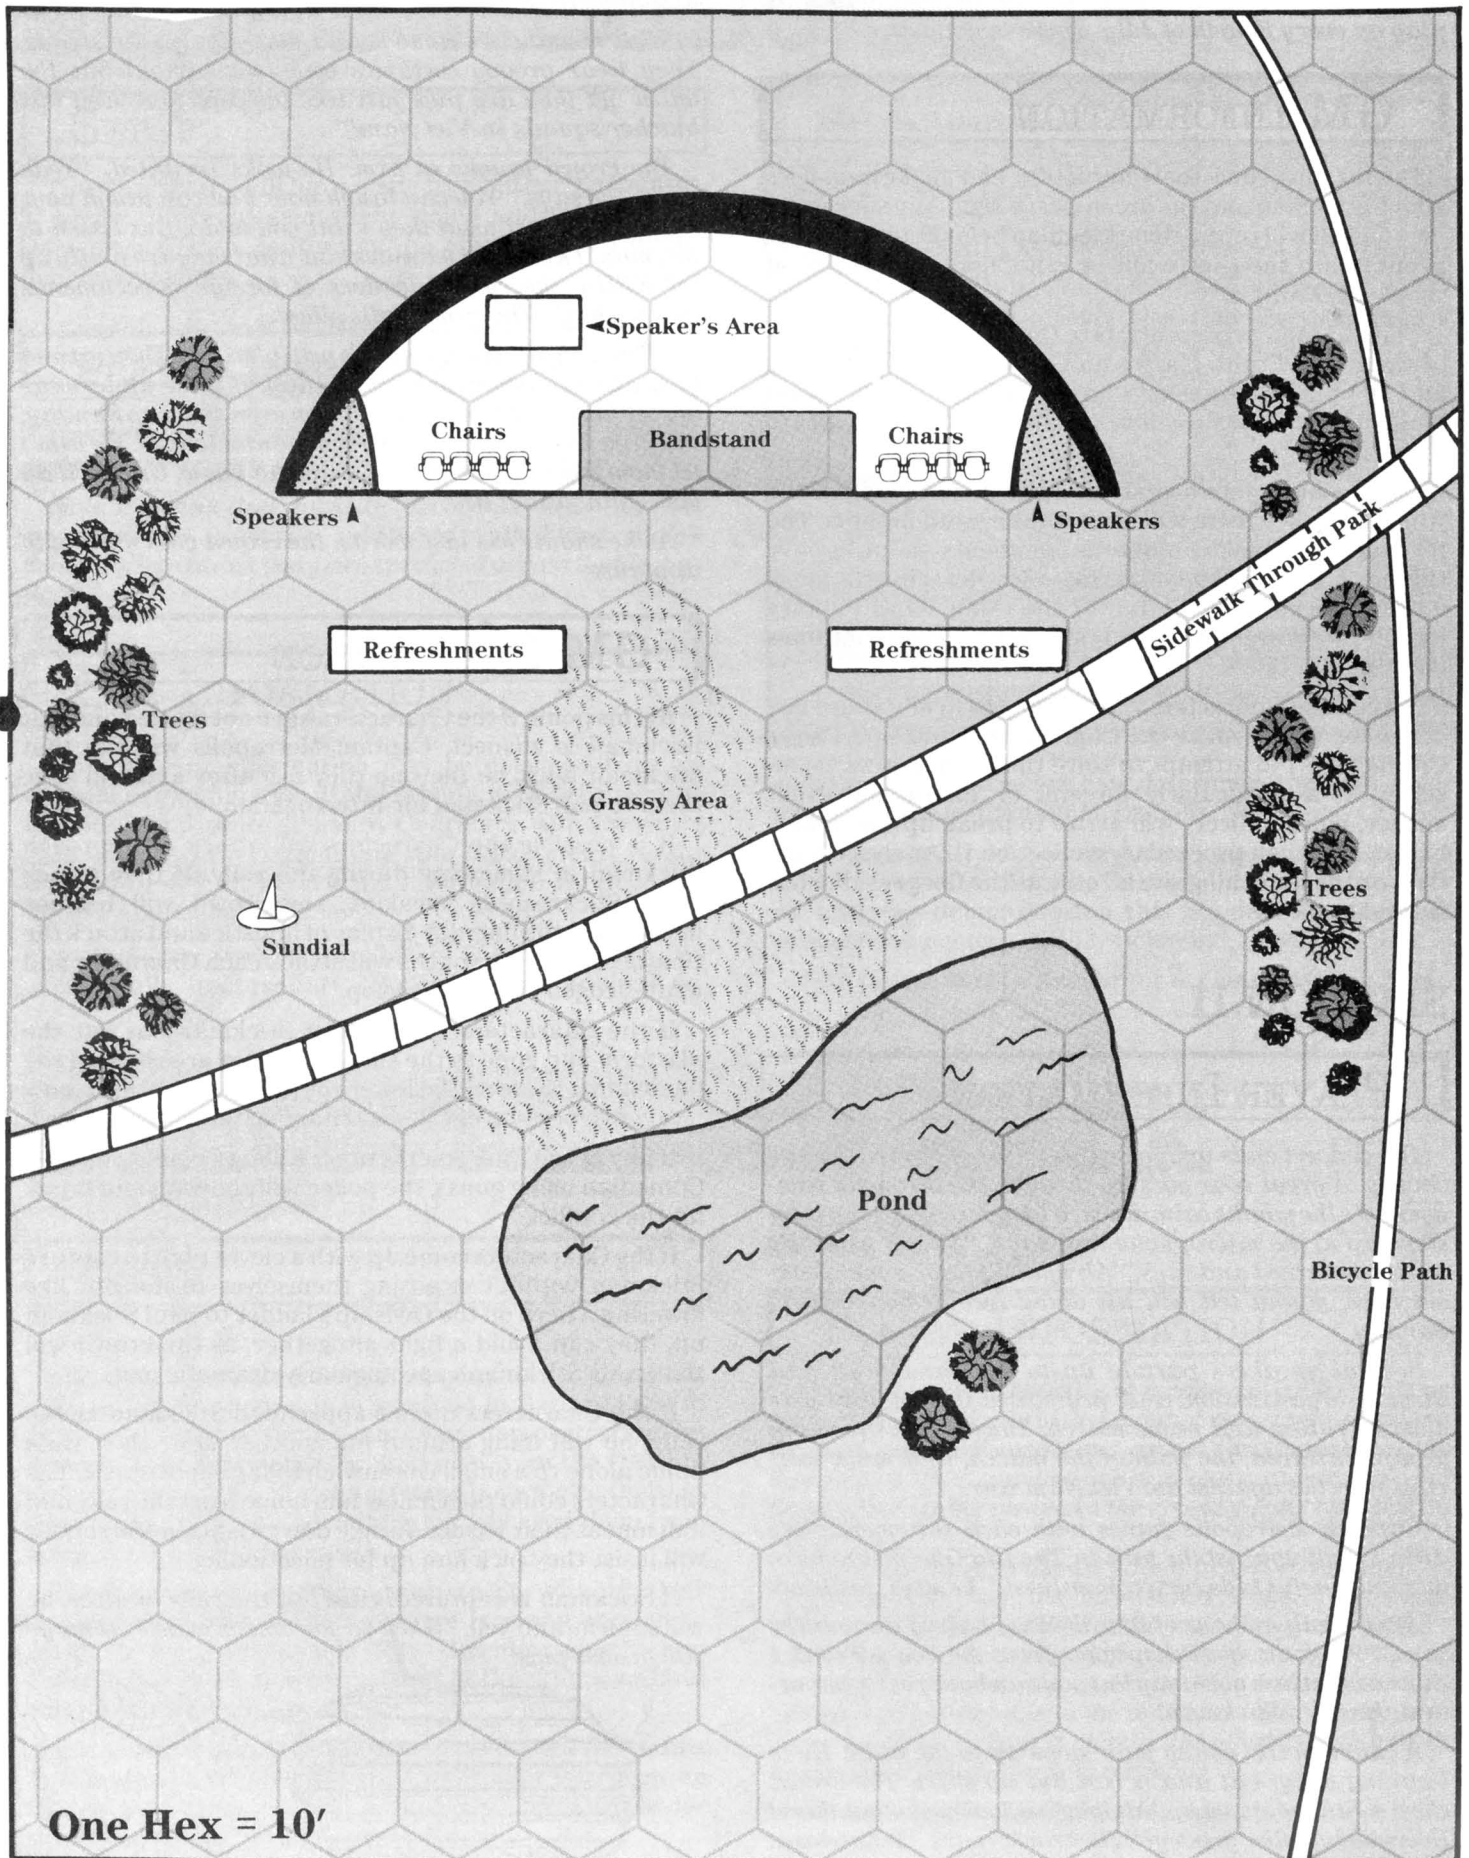 Speaker's Area
Chairs
Bandstand
Chairs
Speakers
Speakers
Sidewalk Through Park
Refreshments
Refreshments
Trees
Grassy Area
Trees
Sundial
Pond
Bicycle Path
One Hex = 10'